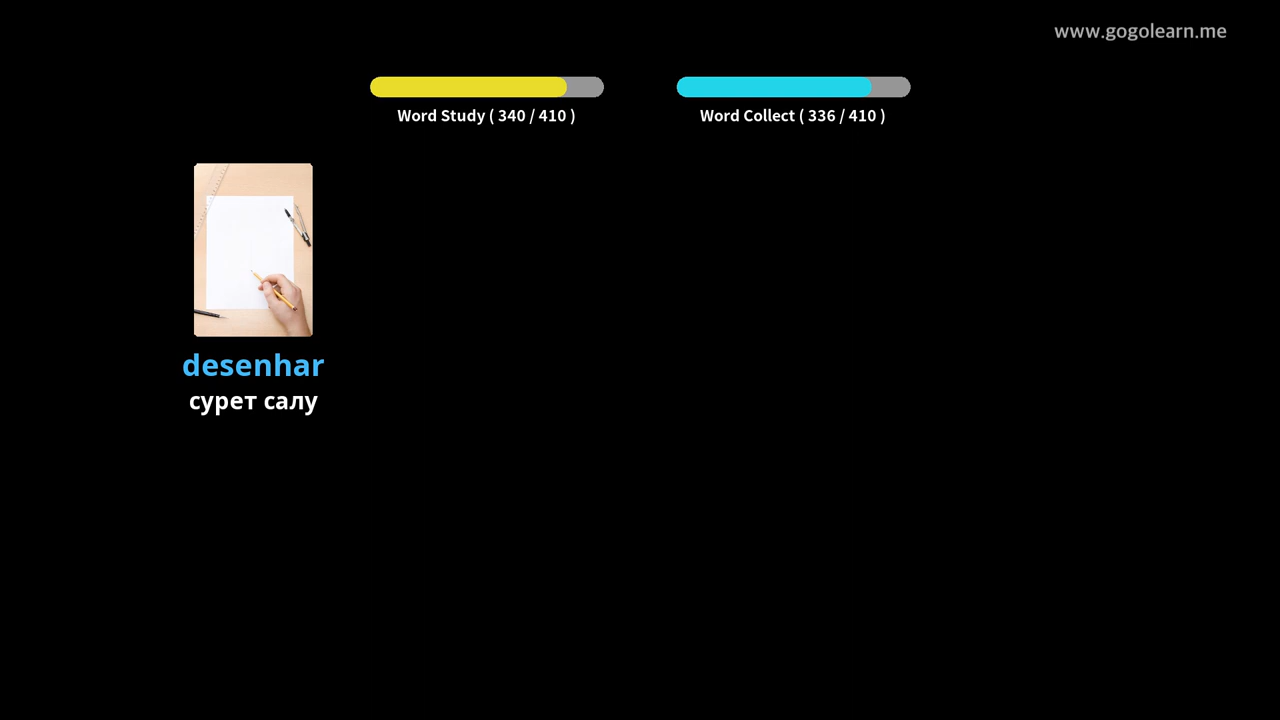 www.gogolearn.me
Word Study ( 340 / 410 )
Word Collect ( 336 / 410 )
desenhar
сурет салу